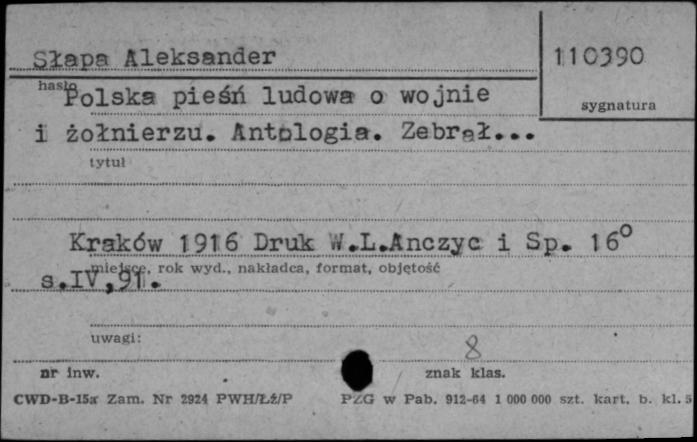 Słapa Aleksander
110390
hasło
sygnatura
Polska pieśń ludowa o wojnie
i żołnierzu. Antologia. Zebrał...
tytuł
Kraków 1916 Druk W.L.Anczyc i Sp. 16°
miejsce, rok wyd., nakładca, format, objętość
s.IV,91.
uwagi:
8
nr inw.
znak klas.
CWD-B-15a Zam. Nr 2924 PWH/Łź/P
PZG w Pab. 912-64 1 000 000 szt. kart. b. kl. 5